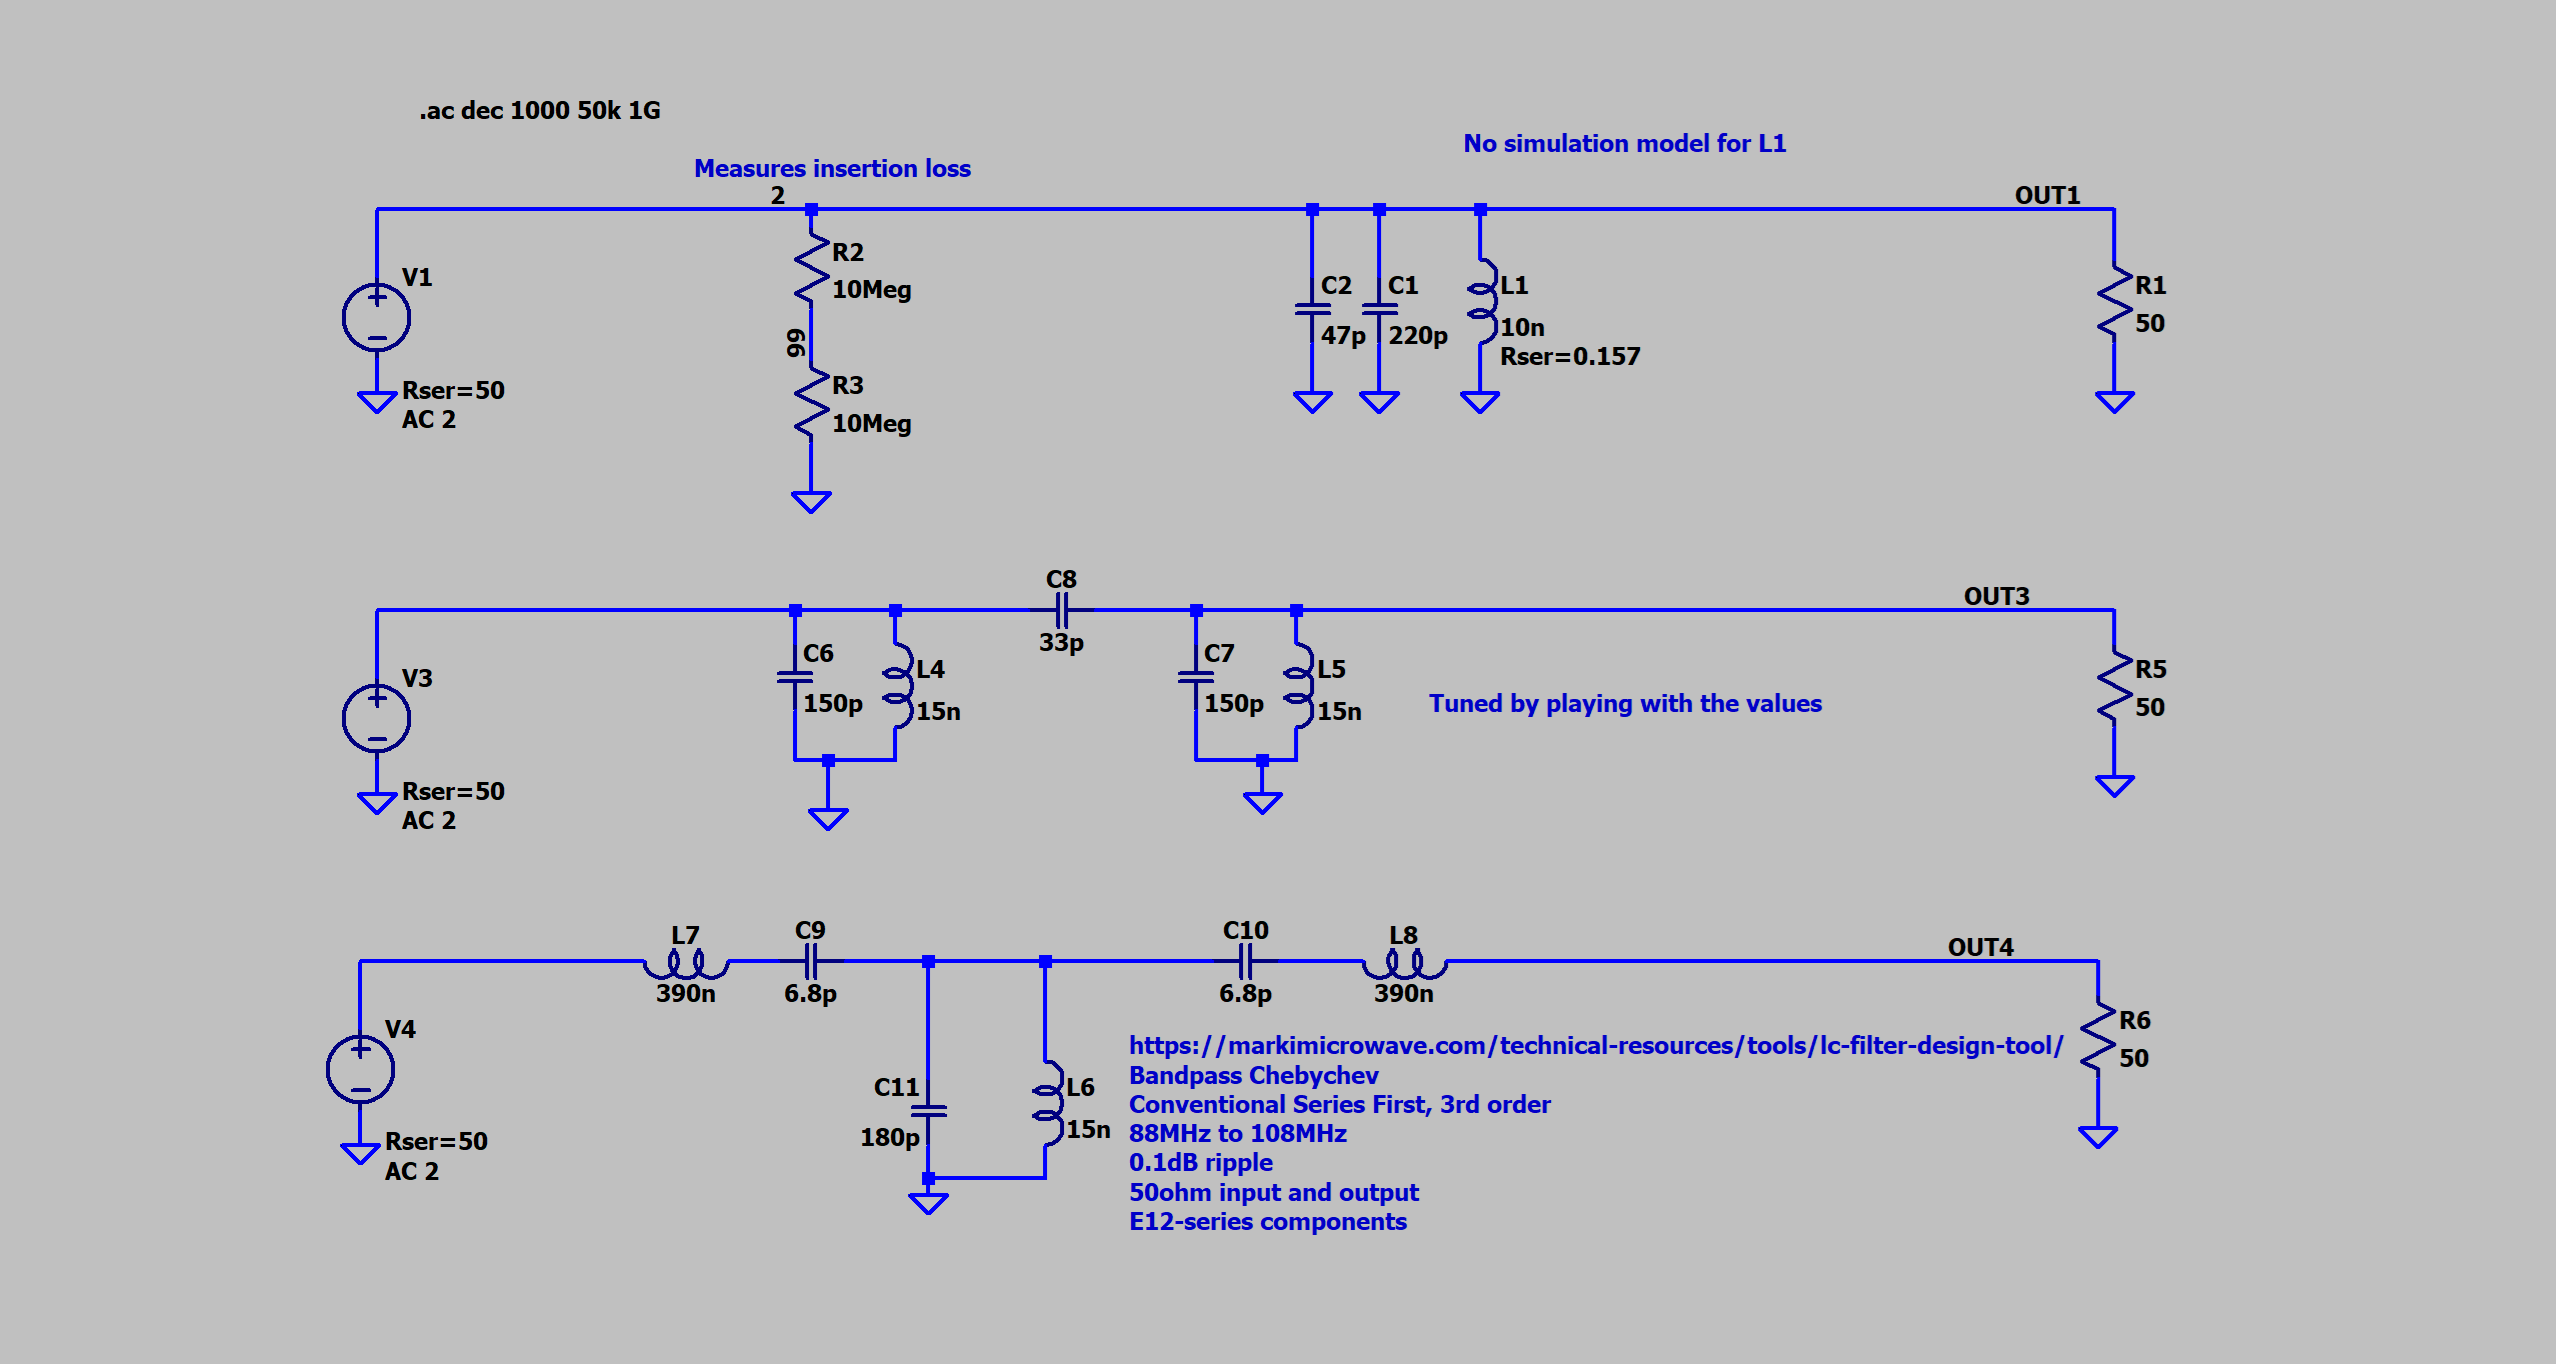 .ac dec 1000 50k 1G
Measures insertion loss
No simulation model for L1
2
OUT1
V1
Rser=50
AC 2
R2
10Meg
99
R3
10Meg
C2
47p
C1
220p
L1
10n
Rser=0.157
R1
50
C8
33p
OUT3
V3
Rser=50
AC 2
C6
150p
L4
15n
C7
150p
L5
15n
Tuned by playing with the values
R5
50
L7
390n
C9
6.8p
C10
6.8p
L8
390n
OUT4
V4
Rser=50
AC 2
C11
180p
L6
15n
https://markimicrowave.com/technical-resources/tools/lc-filter-design-tool/
Bandpass Chebychev
Conventional Series First, 3rd order
88MHz to 108MHz
0.1dB ripple
50ohm input and output
E12-series components
R6
50